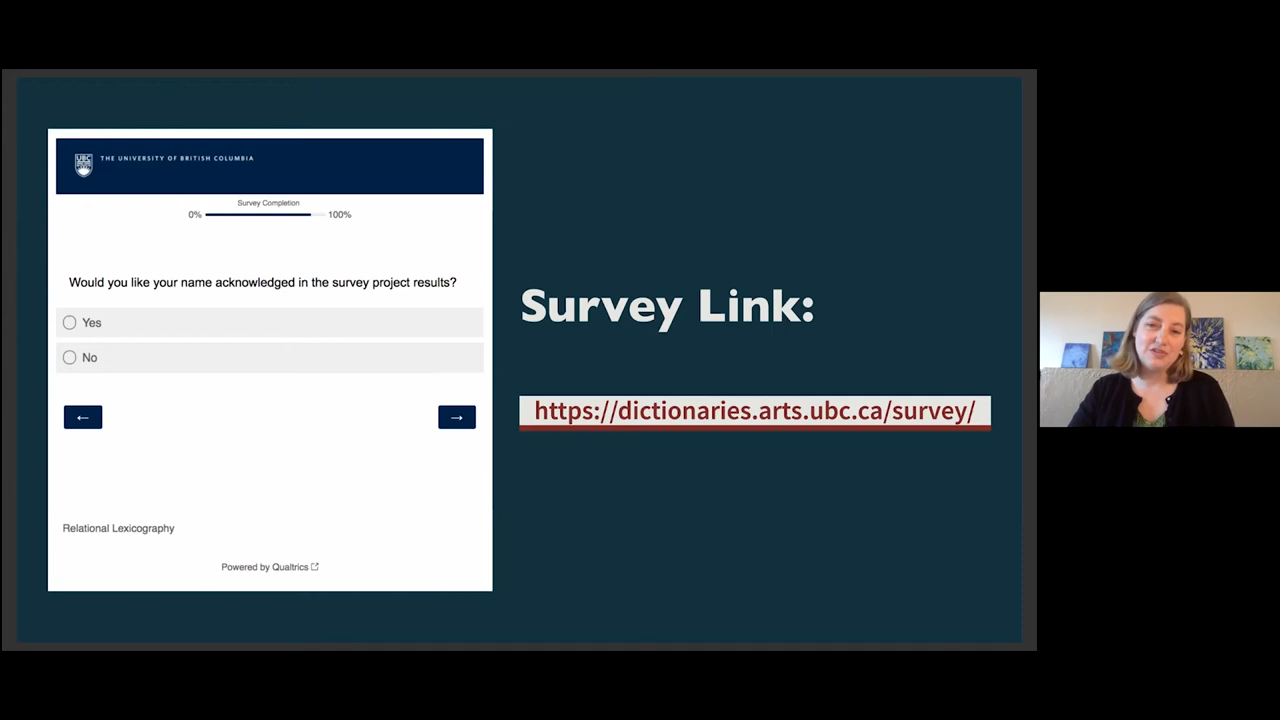 UBC
THE UNIVERSITY OF BRITISH COLUMBIA
Survey Completion
0% 100%
Would you like your name acknowledged in the survey project results?
Yes
No
←
→
Relational Lexicography
Powered by Qualtrics
Survey Link:
https://dictionaries.arts.ubc.ca/survey/